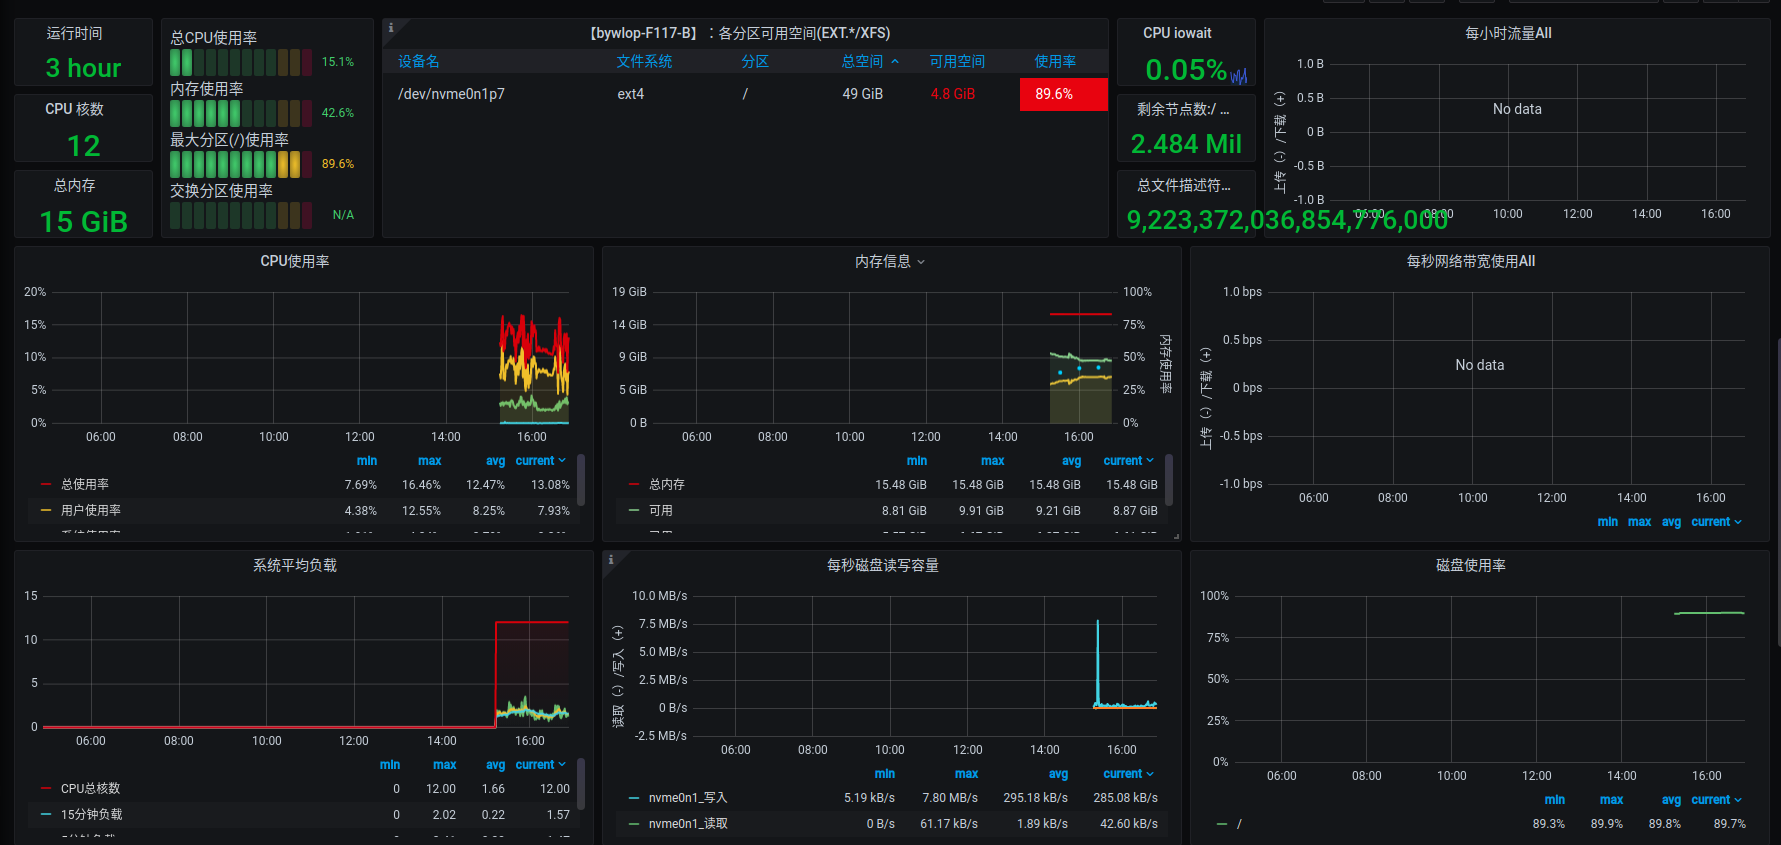 运行时间
3 hour
CPU 核数
12
总内存
15 GiB
总CPU使用率
15.1%
内存使用率
42.6%
最大分区(/)使用率
89.6%
交换分区使用率
N/A
【bywlop-F117-B】：各分区可用空间(EXT.*/XFS)
设备名 文件系统 分区 总空间 可用空间 使用率
/dev/nvme0n1p7 ext4 / 49 GiB 4.8 GiB 89.6%
CPU iowait
0.05%
剩余节点数:/ ...
2.484 Mil
总文件描述符...
9,223,372,036,854,776,000
每小时流量All
上传（-）/下载（+）
1.0 B
0.5 B
0 B
-0.5 B
-1.0 B
No data
06:00 08:00 10:00 12:00 14:00 16:00
CPU使用率
20%
15%
10%
5%
0%
06:00 08:00 10:00 12:00 14:00 16:00
min max avg current
总使用率 7.69% 16.46% 12.47% 13.08%
用户使用率 4.38% 12.55% 8.25% 7.93%
内存信息
19 GiB
14 GiB
9 GiB
5 GiB
0 B
100%
75%
50%
25%
0%
内存使用率
06:00 08:00 10:00 12:00 14:00 16:00
min max avg current
总内存 15.48 GiB 15.48 GiB 15.48 GiB 15.48 GiB
可用 8.81 GiB 9.91 GiB 9.21 GiB 8.87 GiB
每秒网络带宽使用All
上传（-）/下载（+）
1.0 bps
0.5 bps
0 bps
-0.5 bps
-1.0 bps
No data
06:00 08:00 10:00 12:00 14:00 16:00
min max avg current
系统平均负载
15
10
5
0
06:00 08:00 10:00 12:00 14:00 16:00
min max avg current
CPU总核数 0 12.00 1.66 12.00
15分钟负载 0 2.02 0.22 1.57
每秒磁盘读写容量
读取（-）/写入（+）
10.0 MB/s
7.5 MB/s
5.0 MB/s
2.5 MB/s
0 B/s
-2.5 MB/s
06:00 08:00 10:00 12:00 14:00 16:00
min max avg current
nvme0n1_写入 5.19 kB/s 7.80 MB/s 295.18 kB/s 285.08 kB/s
nvme0n1_读取 0 B/s 61.17 kB/s 1.89 kB/s 42.60 kB/s
磁盘使用率
100%
75%
50%
25%
0%
06:00 08:00 10:00 12:00 14:00 16:00
min max avg current
/ 89.3% 89.9% 89.8% 89.7%